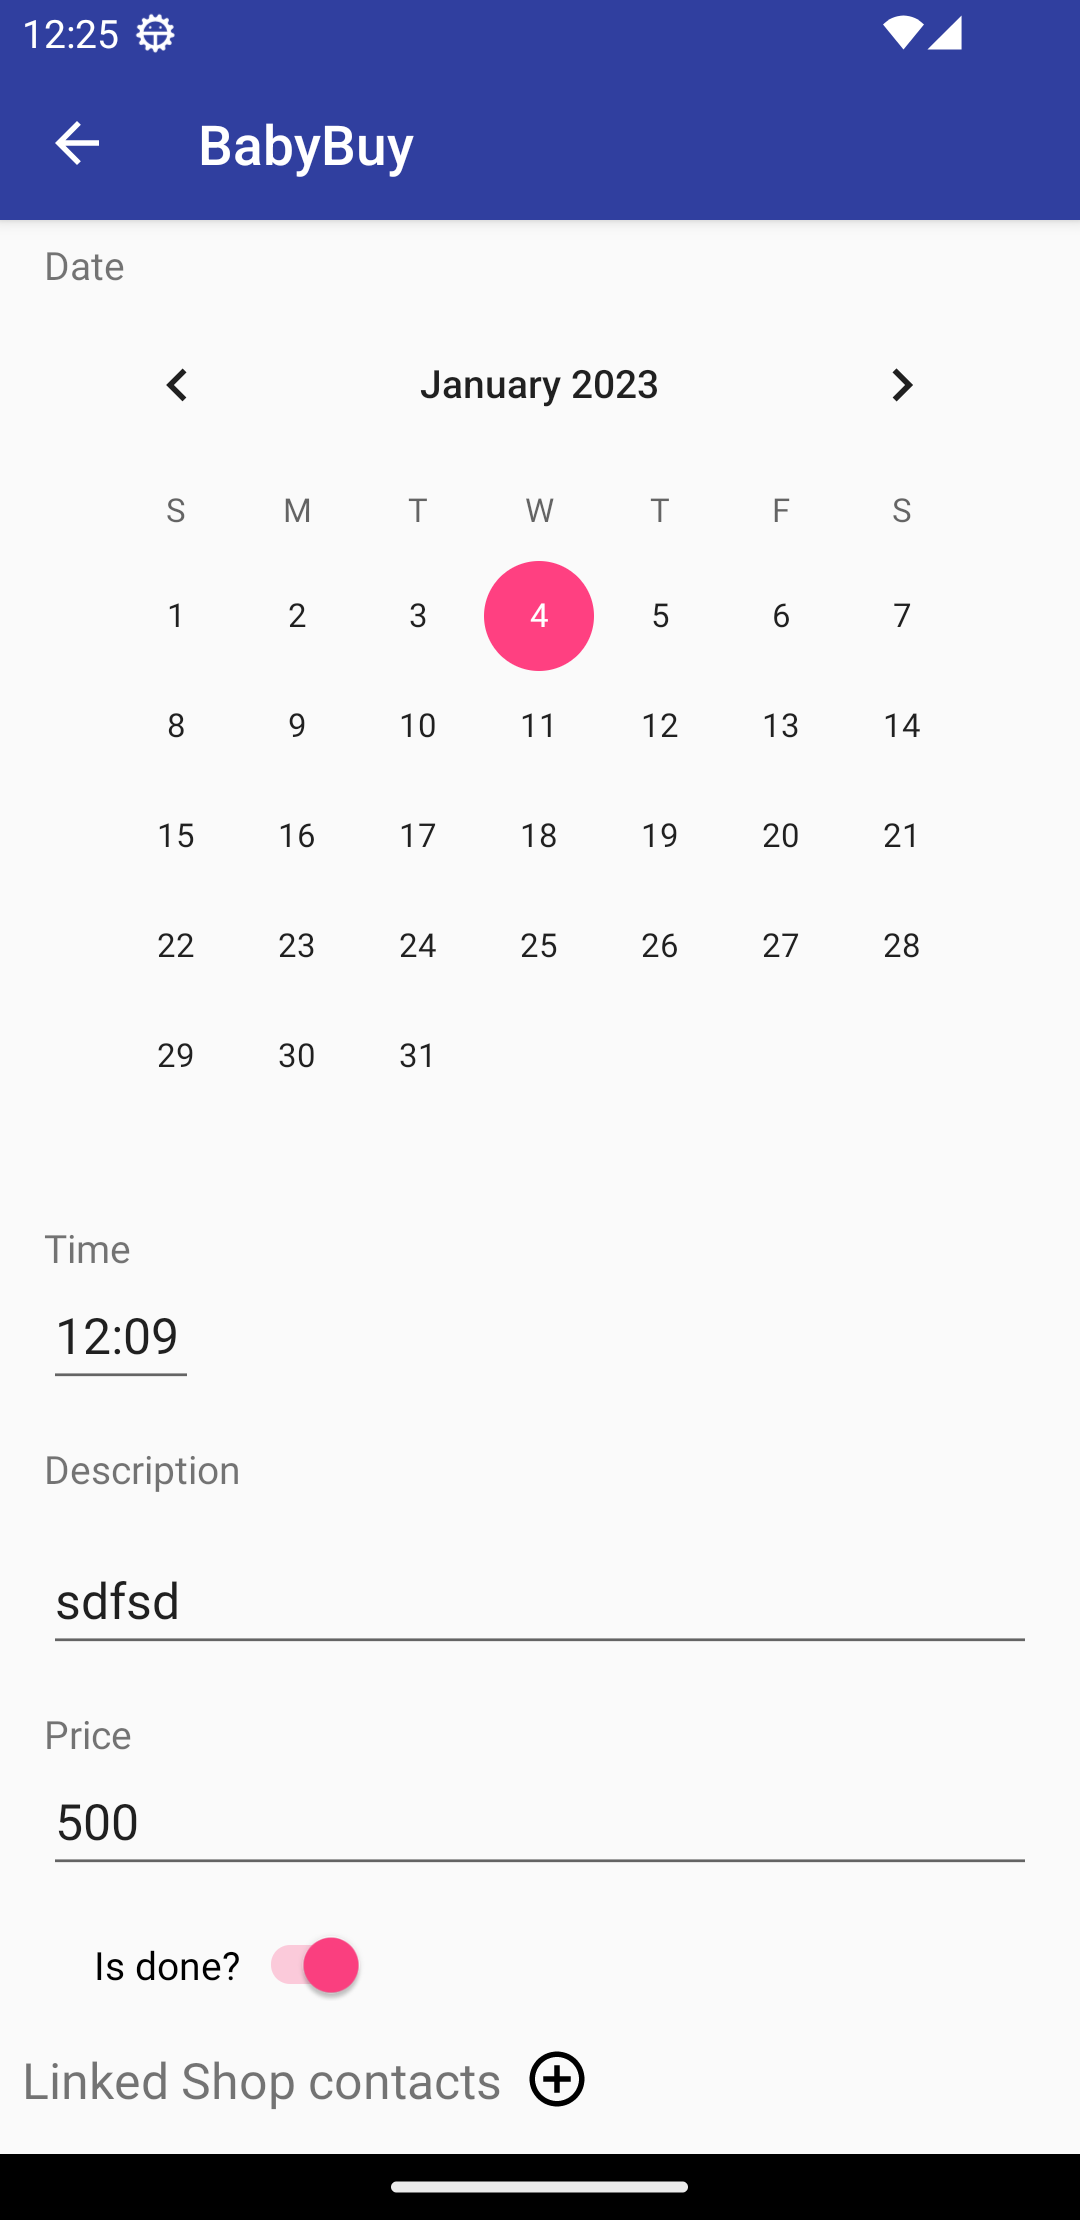 12:25
BabyBuy
Date
January 2023
S M T W T F S
1 2 3 4 5 6 7
8 9 10 11 12 13 14
15 16 17 18 19 20 21
22 23 24 25 26 27 28
29 30 31
Time
12:09
Description
sdfsd
Price
500
Is done?
Linked Shop contacts